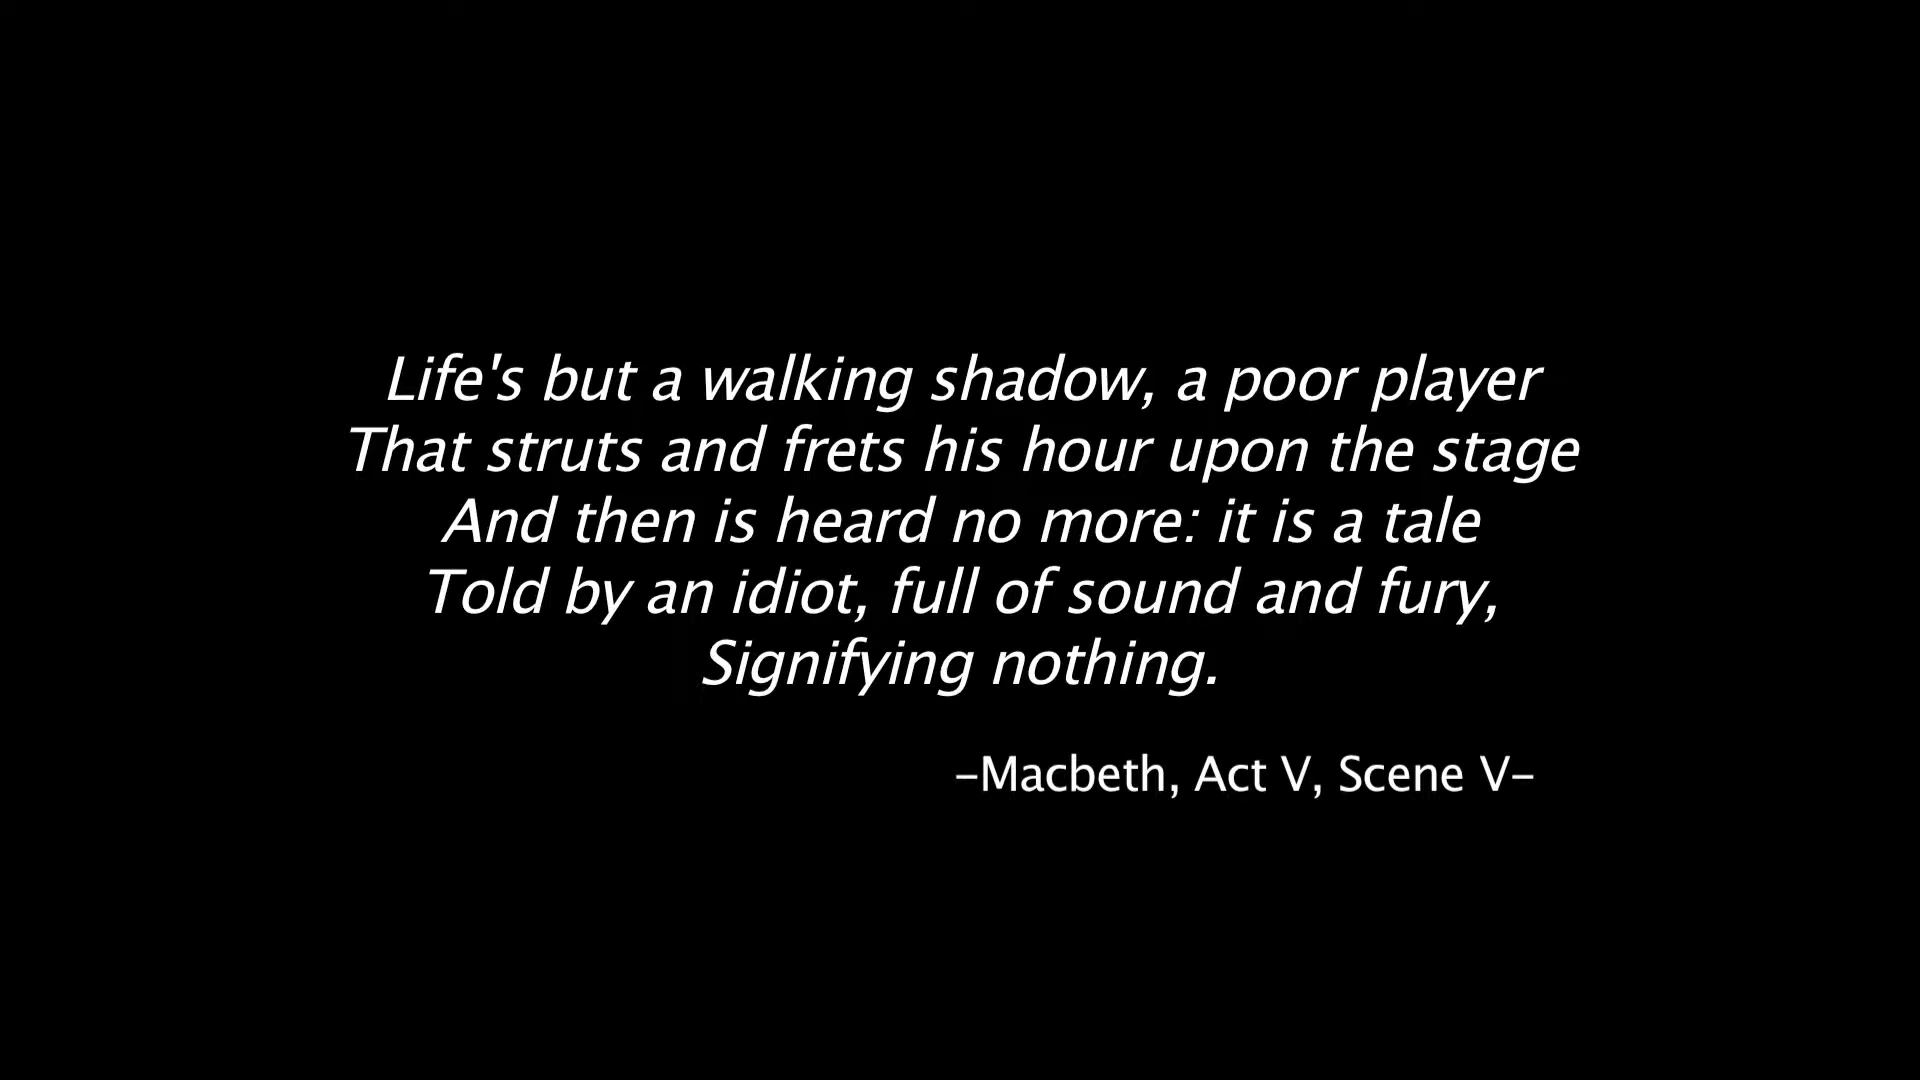 Life's but a walking shadow, a poor player
That struts and frets his hour upon the stage
And then is heard no more: it is a tale
Told by an idiot, full of sound and fury,
Signifying nothing.
–Macbeth, Act V, Scene V–